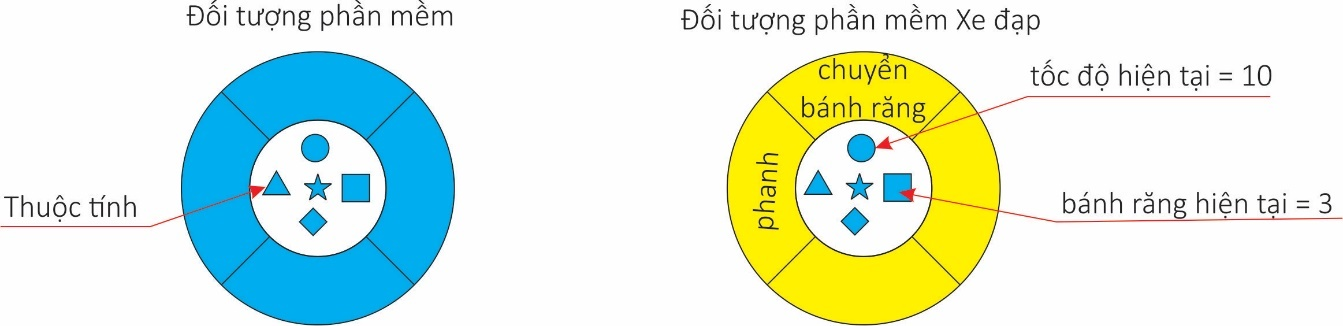 Đối tượng phần mềm
Thuộc tính
Đối tượng phần mềm Xe đạp
chuyển
bánh răng
phanh
tốc độ hiện tại = 10
bánh răng hiện tại = 3